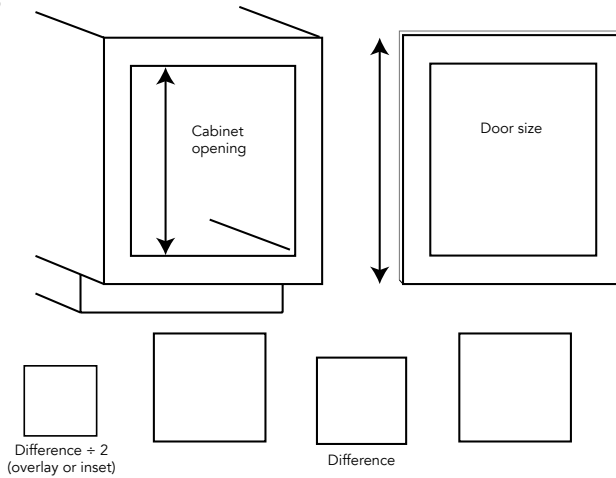 Cabinet
opening
Door size
Difference ÷ 2
(overlay or inset)
Difference